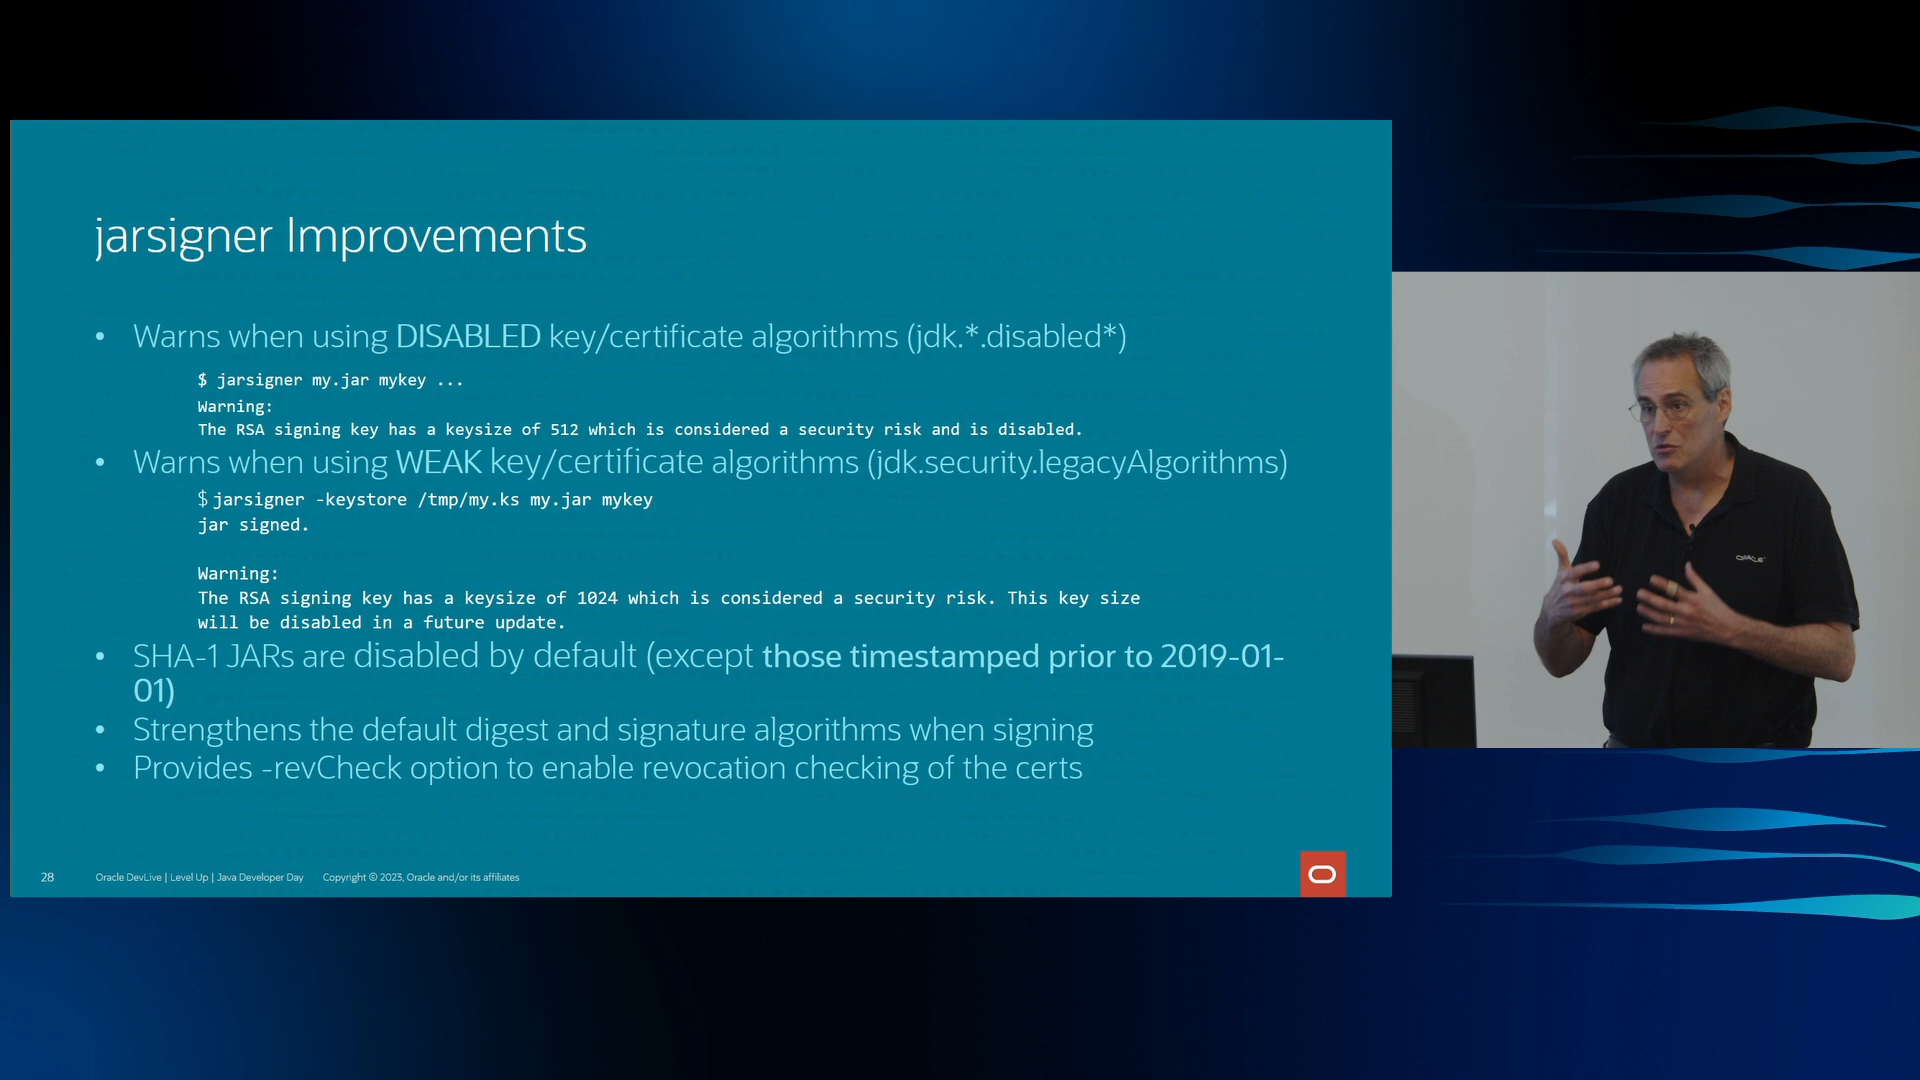 jarsigner Improvements
• Warns when using DISABLED key/certificate algorithms (jdk.*.disabled*)
$ jarsigner my.jar mykey ...
Warning:
The RSA signing key has a keysize of 512 which is considered a security risk and is disabled.
• Warns when using WEAK key/certificate algorithms (jdk.security.legacyAlgorithms)
$ jarsigner -keystore /tmp/my.ks my.jar mykey
jar signed.
Warning:
The RSA signing key has a keysize of 1024 which is considered a security risk. This key size
will be disabled in a future update.
• SHA-1 JARs are disabled by default (except those timestamped prior to 2019-01-
01)
• Strengthens the default digest and signature algorithms when signing
• Provides -revCheck option to enable revocation checking of the certs
28 Oracle DevLive | Level Up | Java Developer Day Copyright © 2023, Oracle and/or its affiliates
ORACLE